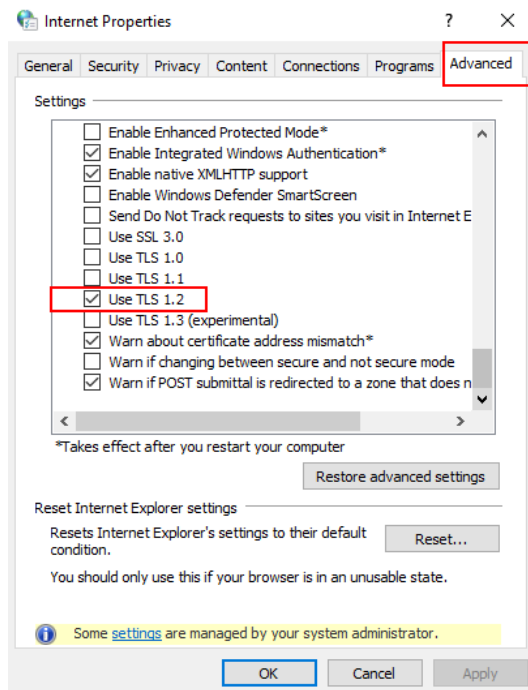 Internet Properties
?
General Security Privacy Content Connections Programs Advanced
Settings
Enable Enhanced Protected Mode*
Enable Integrated Windows Authentication*
Enable native XMLHTTP support
Enable Windows Defender SmartScreen
Send Do Not Track requests to sites you visit in Internet E
Use SSL 3.0
Use TLS 1.0
Use TLS 1.1
Use TLS 1.2
Use TLS 1.3 (experimental)
Warn about certificate address mismatch*
Warn if changing between secure and not secure mode
Warn if POST submittal is redirected to a zone that does n
*Takes effect after you restart your computer
Restore advanced settings
Reset Internet Explorer settings
Resets Internet Explorer's settings to their default
condition.
Reset...
You should only use this if your browser is in an unusable state.
Some settings are managed by your system administrator.
OK Cancel Apply